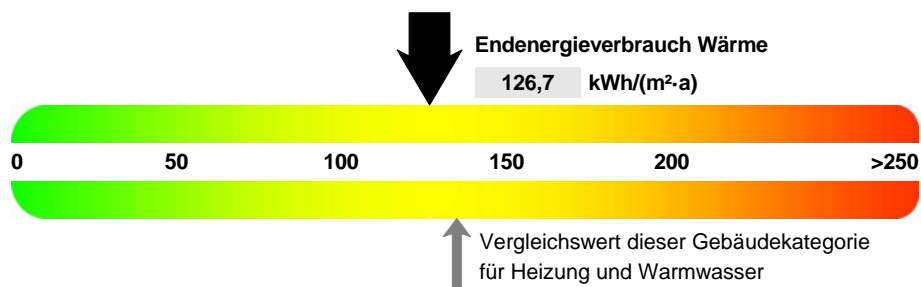 Endenergieverbrauch Wärme
126,7 kWh/(m²·a)
0 50 100 150 200 >250
Vergleichswert dieser Gebäudekategorie
für Heizung und Warmwasser